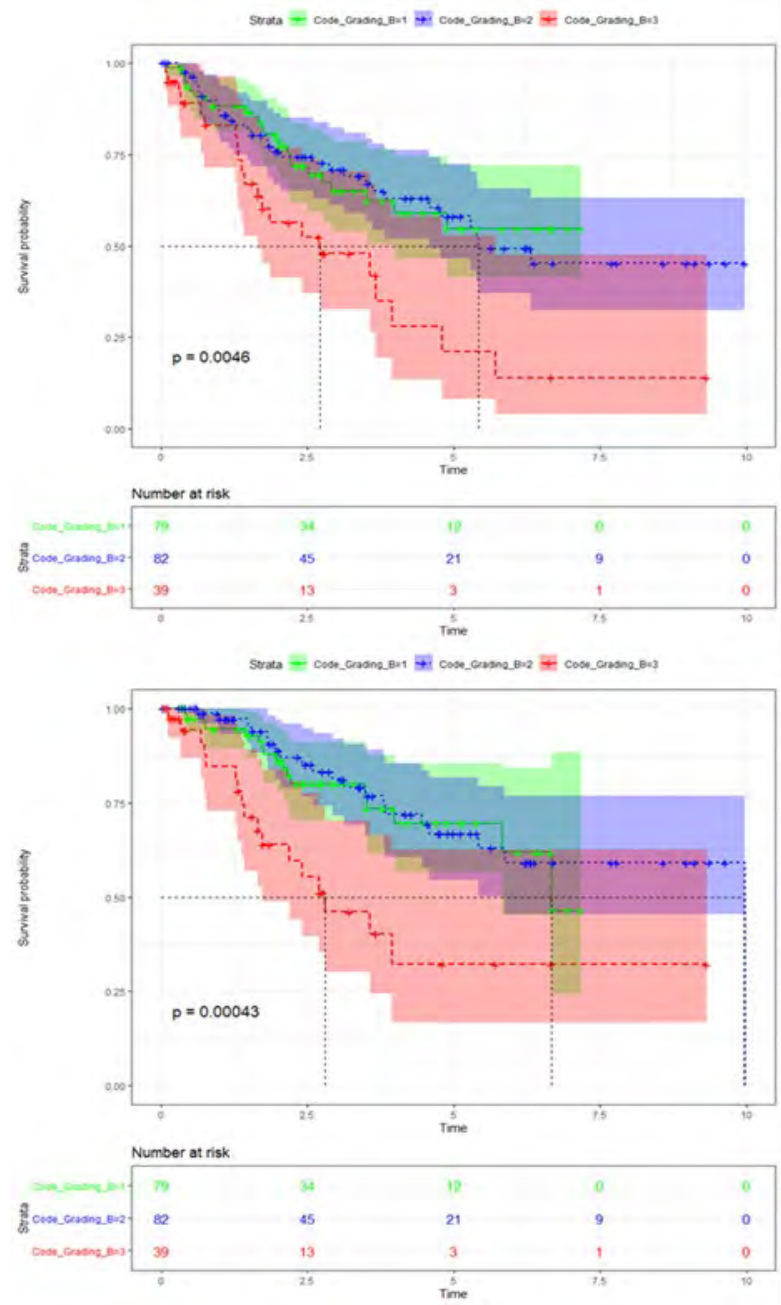 Strata Code_Grading_B=1 Code_Grading_B=2 Code_Grading_B=3
Survival probability
1.00
0.75
0.50
0.25
0.00
p = 0.0046
0 2.5 5 7.5 10
Time
Number at risk
Strata
Code_Grading_B=1 79 34 12 0 0
Code_Grading_B=2 82 45 21 9 0
Code_Grading_B=3 39 13 3 1 0
0 2.5 5 7.5 10
Time
Strata Code_Grading_B=1 Code_Grading_B=2 Code_Grading_B=3
Survival probability
1.00
0.75
0.50
0.25
0.00
p = 0.00043
0 2.5 5 7.5 10
Time
Number at risk
Strata
Code_Grading_B=1 79 34 12 0 0
Code_Grading_B=2 82 45 21 9 0
Code_Grading_B=3 39 13 3 1 0
0 2.5 5 7.5 10
Time